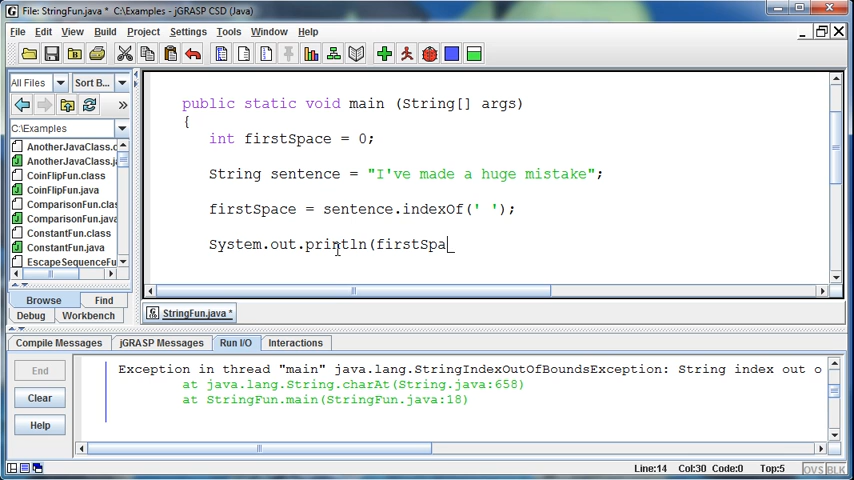 File: StringFun.java * C:\Examples - jGRASP CSD (Java)
File Edit View Build Project Settings Tools Window Help
All Files Sort B...
C:\Examples
AnotherJavaClass.c
AnotherJavaClass.ja
CoinFlipFun.class
CoinFlipFun.java
ComparisonFun.clas
ComparisonFun.java
ConstantFun.class
ConstantFun.java
EscapeSequenceFu
Browse Find
Debug Workbench
public static void main (String[] args)
{
int firstSpace = 0;
String sentence = "I've made a huge mistake";
firstSpace = sentence.indexOf(' ');
System.out.println(firstSpa
StringFun.java *
Compile Messages jGRASP Messages Run I/O Interactions
End
Clear
Help
Exception in thread "main" java.lang.StringIndexOutOfBoundsException: String index out o
at java.lang.String.charAt(String.java:658)
at StringFun.main(StringFun.java:18)
Line:14 Col:30 Code:0 Top:5 OVS BLK